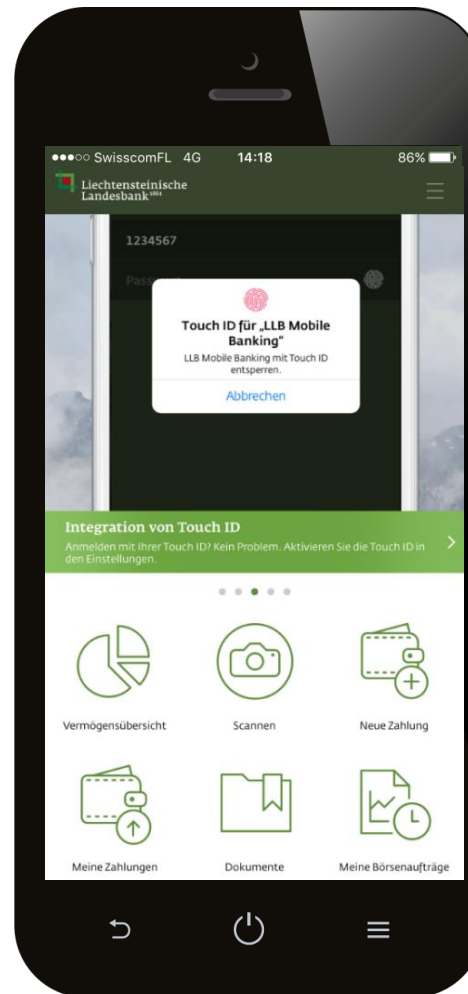 SwisscomFL 4G 14:18 86%
Liechtensteinische
Landesbank 1861
1234567
Touch ID für „LLB Mobile
Banking“
LLB Mobile Banking mit Touch ID
entsperren.
Abbrechen
Integration von Touch ID
Anmelden mit Ihrer Touch ID? Kein Problem. Aktivieren Sie die Touch ID in
den Einstellungen.
Vermögensübersicht
Scannen
Neue Zahlung
Meine Zahlungen
Dokumente
Meine Börsenaufträge